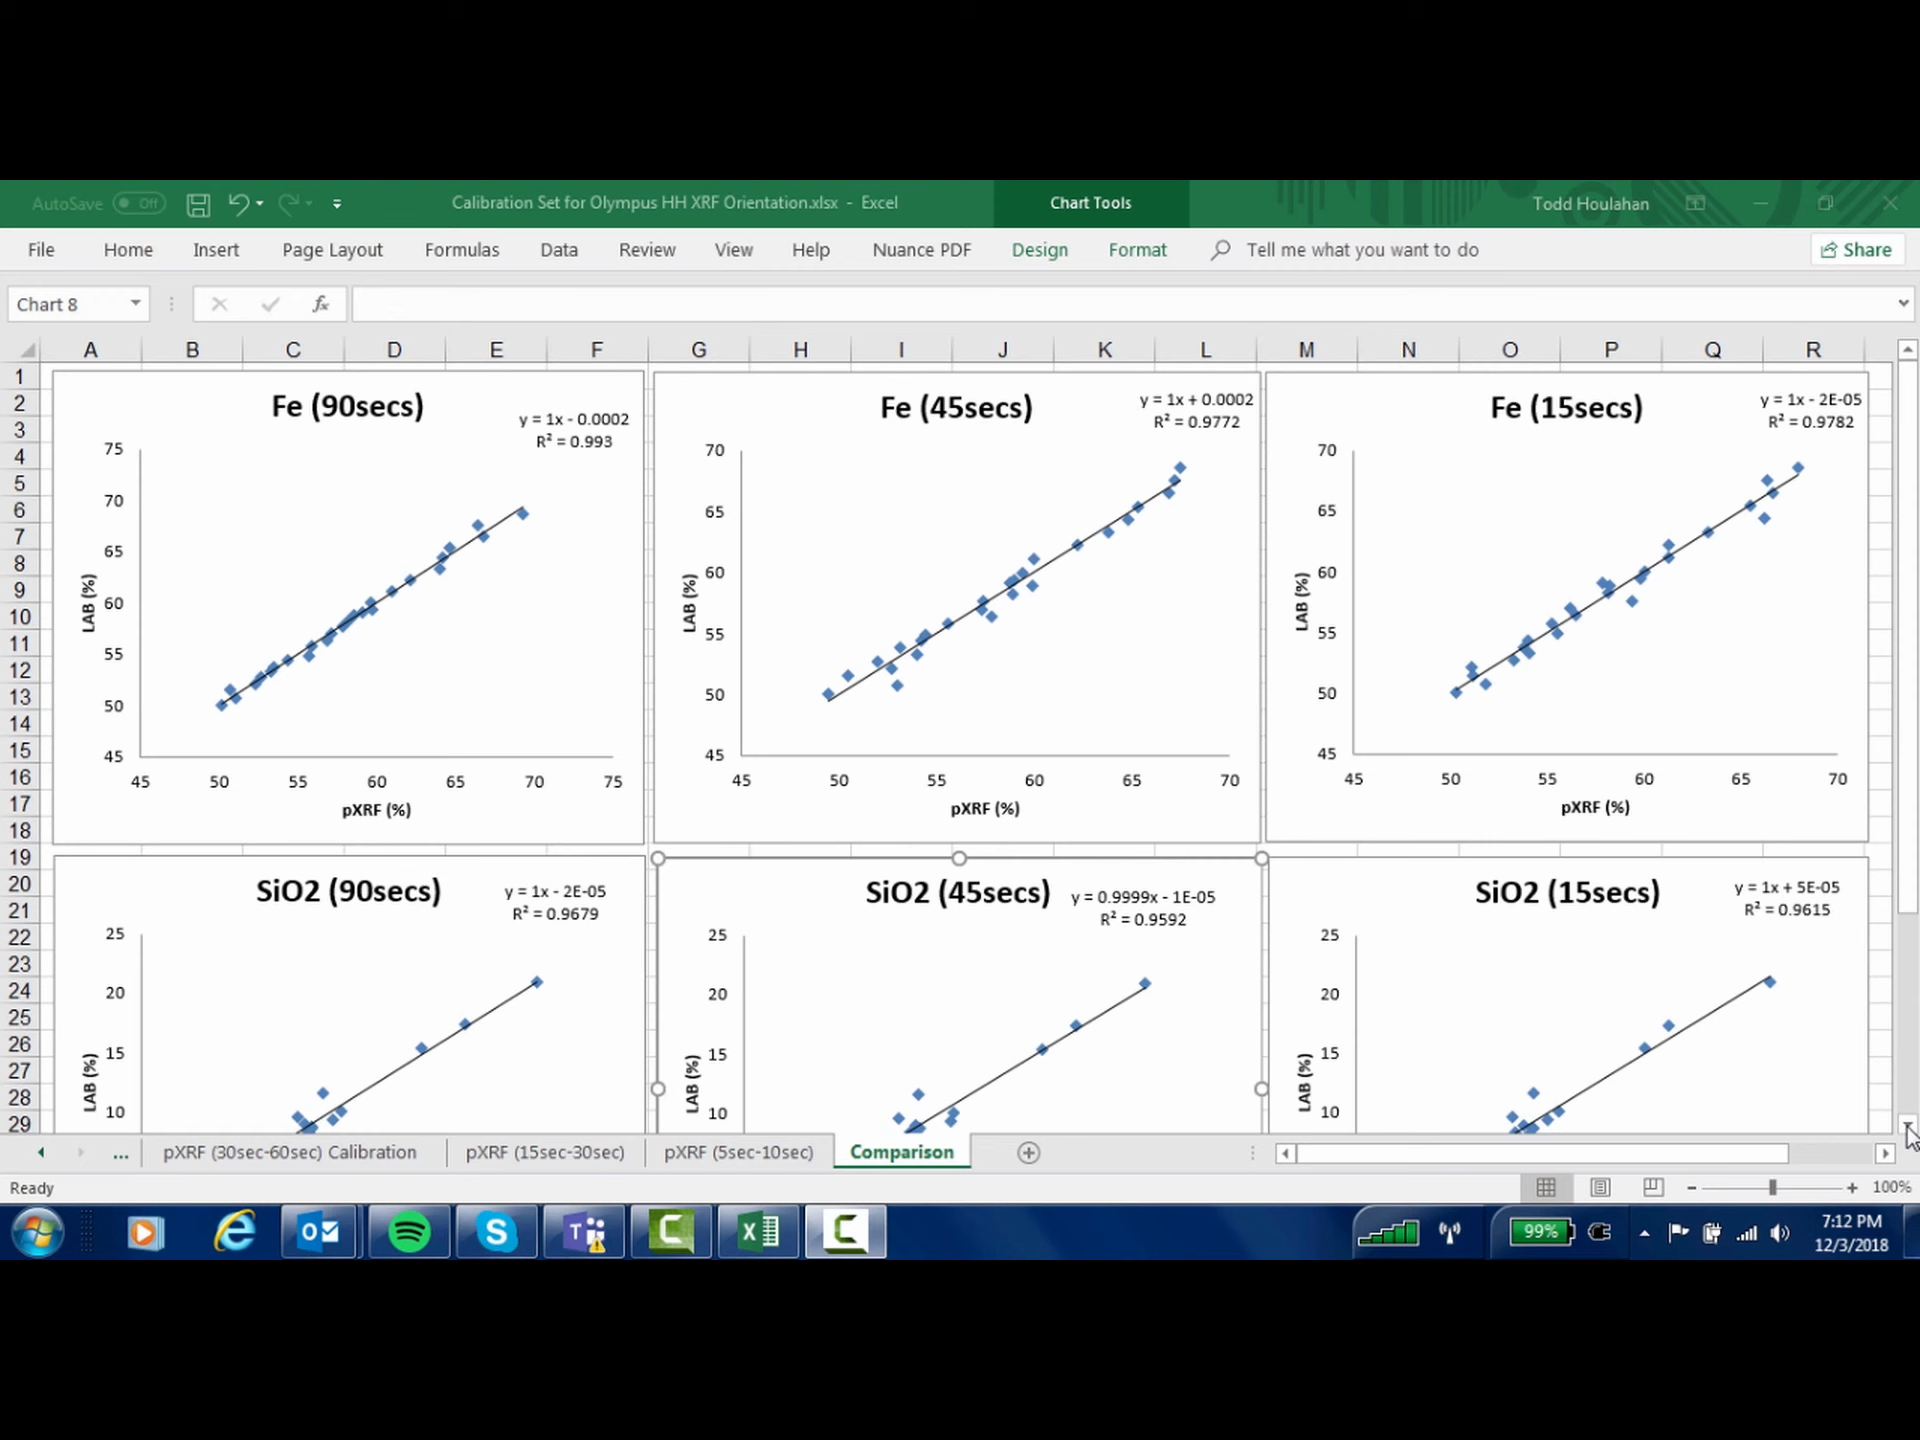 AutoSave Off
Calibration Set for Olympus HH XRF Orientation.xlsx - Excel
Chart Tools
Todd Houlahan
File Home Insert Page Layout Formulas Data Review View Help Nuance PDF Design Format Tell me what you want to do Share
Chart 8 fx
A B C D E F G H I J K L M N O P Q R
1
2
3
4
5
6
7
8
9
10
11
12
13
14
15
16
17
18
19
20
21
22
23
24
25
26
27
28
29
Fe (90secs)
y = 1x - 0.0002
R² = 0.993
75
70
65
60
55
50
45
LAB (%)
45 50 55 60 65 70 75
pXRF (%)
Fe (45secs)
y = 1x + 0.0002
R² = 0.9772
70
65
60
55
50
45
LAB (%)
45 50 55 60 65 70
pXRF (%)
Fe (15secs)
y = 1x - 2E-05
R² = 0.9782
70
65
60
55
50
45
LAB (%)
45 50 55 60 65 70
pXRF (%)
SiO2 (90secs)
y = 1x - 2E-05
R² = 0.9679
25
20
15
10
LAB (%)
SiO2 (45secs)
y = 0.9999x - 1E-05
R² = 0.9592
25
20
15
10
LAB (%)
SiO2 (15secs)
y = 1x + 5E-05
R² = 0.9615
25
20
15
10
LAB (%)
... pXRF (30sec-60sec) Calibration pXRF (15sec-30sec) pXRF (5sec-10sec) Comparison
Ready
100%
99%
7:12 PM
12/3/2018